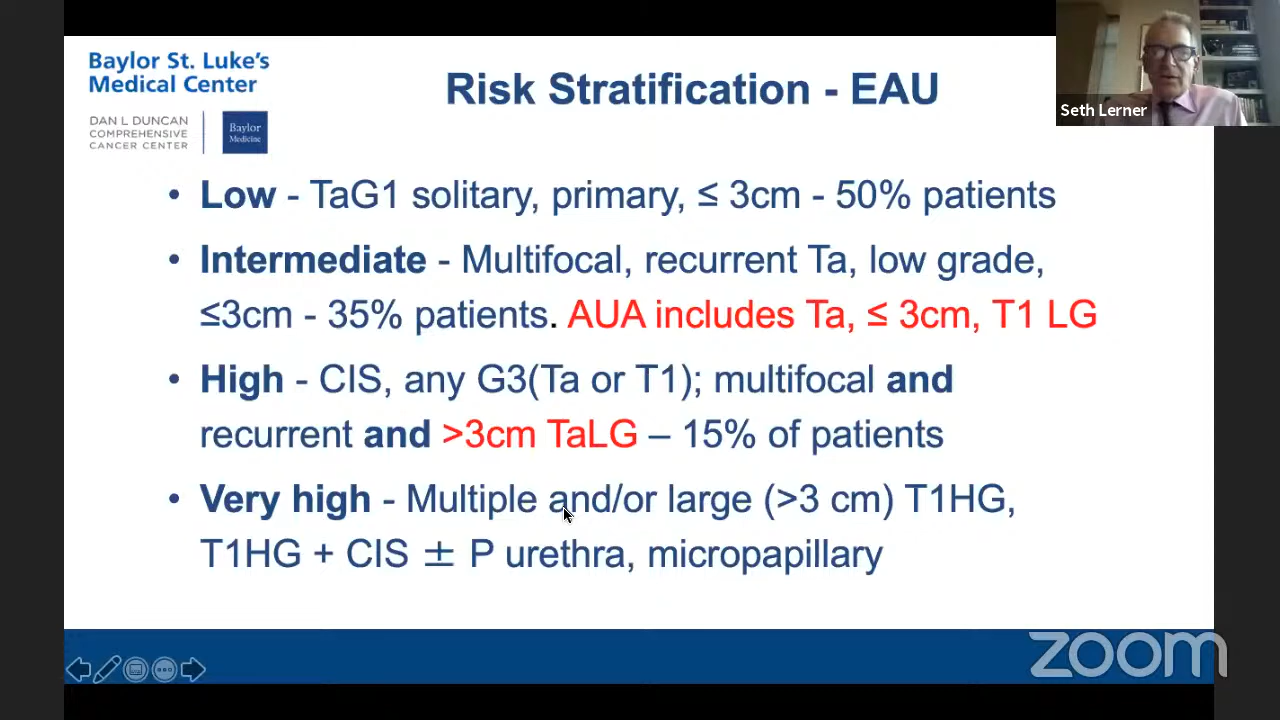 Baylor St. Luke's
Medical Center
DAN L DUNCAN
COMPREHENSIVE
CANCER CENTER
Baylor
Medicine
Risk Stratification - EAU
Seth Lerner
• Low - TaG1 solitary, primary, ≤ 3cm - 50% patients
• Intermediate - Multifocal, recurrent Ta, low grade,
≤3cm - 35% patients. AUA includes Ta, ≤ 3cm, T1 LG
• High - CIS, any G3(Ta or T1); multifocal and
recurrent and >3cm TaLG – 15% of patients
• Very high - Multiple and/or large (>3 cm) T1HG,
T1HG + CIS ± P urethra, micropapillary
zoom